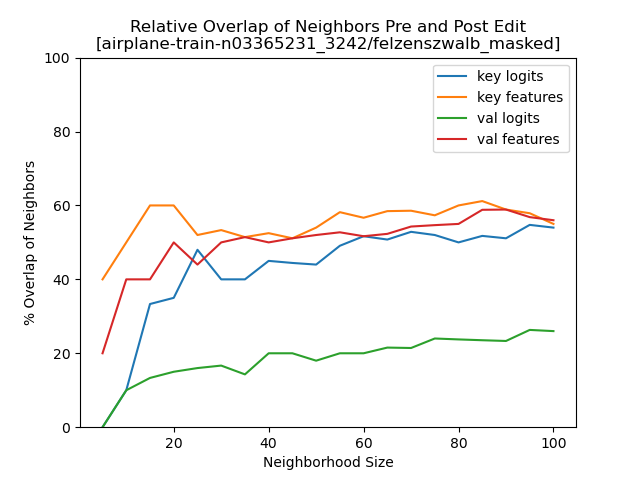 Relative Overlap of Neighbors Pre and Post Edit
[airplane-train-n03365231_3242/felzenszwalb_masked]
100
80
60
40
20
0
% Overlap of Neighbors
key logits
key features
val logits
val features
20
40
60
80
100
Neighborhood Size